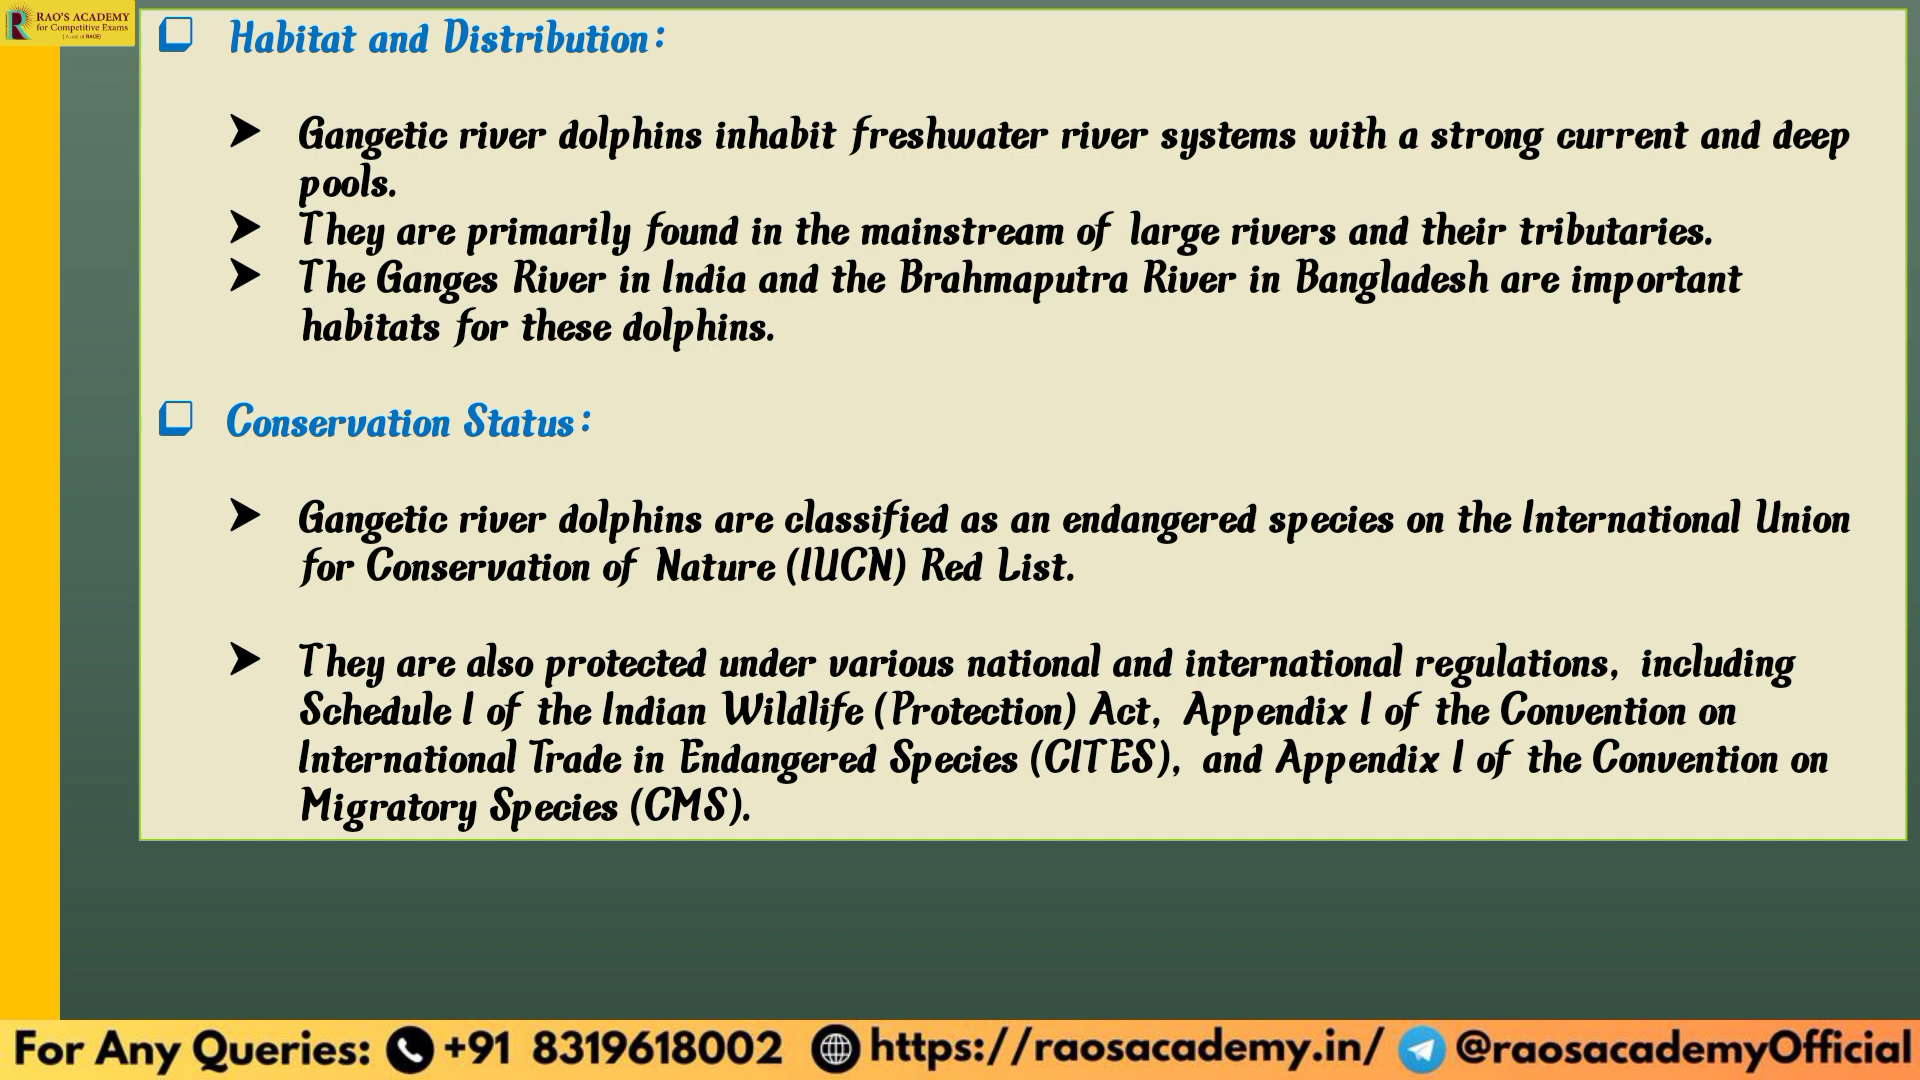 RAO'S ACADEMY
for Competitive Exams
(A unit of RACE)
Habitat and Distribution:
Gangetic river dolphins inhabit freshwater river systems with a strong current and deep
pools.
They are primarily found in the mainstream of large rivers and their tributaries.
The Ganges River in India and the Brahmaputra River in Bangladesh are important
habitats for these dolphins.
Conservation Status:
Gangetic river dolphins are classified as an endangered species on the International Union
for Conservation of Nature (IUCN) Red List.
They are also protected under various national and international regulations, including
Schedule I of the Indian Wildlife (Protection) Act, Appendix I of the Convention on
International Trade in Endangered Species (CITES), and Appendix I of the Convention on
Migratory Species (CMS).
For Any Queries: +91 8319618002 https://raosacademy.in/ @raosacademyOfficial